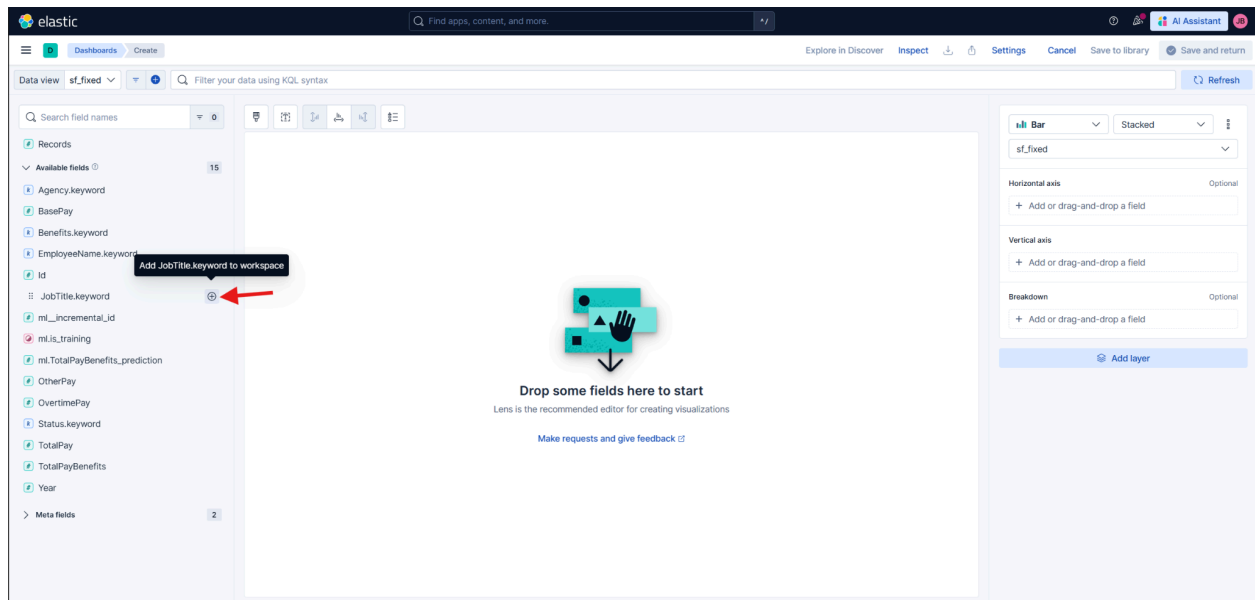 elastic
Find apps, content, and more.
^/
AI Assistant
JB
D
Dashboards
Create
Explore in Discover
Inspect
Settings
Cancel
Save to library
Save and return
Data view
sf_fixed
Filter your data using KQL syntax
Refresh
Search field names
0
Records
Available fields
15
Agency.keyword
BasePay
Benefits.keyword
EmployeeName.keyword
Add JobTitle.keyword to workspace
Id
JobTitle.keyword
ml__incremental_id
ml.is_training
ml.TotalPayBenefits_prediction
OtherPay
OvertimePay
Status.keyword
TotalPay
TotalPayBenefits
Year
Meta fields
2
Drop some fields here to start
Lens is the recommended editor for creating visualizations
Make requests and give feedback
Bar
Stacked
sf_fixed
Horizontal axis
Optional
+ Add or drag-and-drop a field
Vertical axis
+ Add or drag-and-drop a field
Breakdown
Optional
+ Add or drag-and-drop a field
Add layer